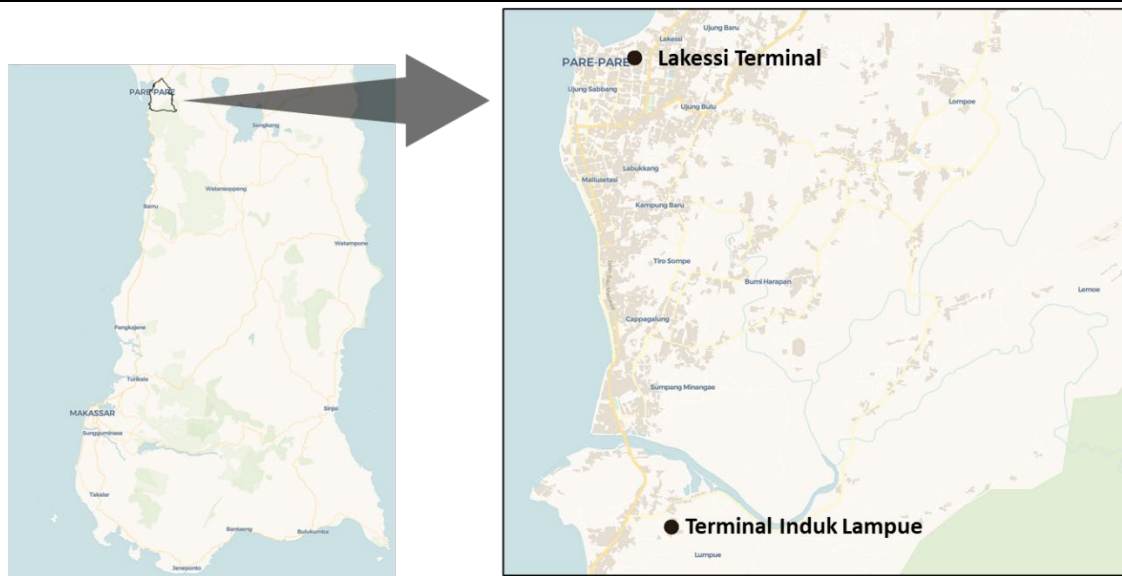 PARE-PARE
Sengkang
Watansoppeng
Barru
Watampone
Pangkajene
Turikale
MAKASSAR
Sungguminasa
Sinjai
Takalar
Bantaeng
Bulukumba
Jeneponto
Ujung Baru
Lakessi
PARE-PARE
Lakessi Terminal
Ujung Sabbang
Ujung Bulu
Lompoe
Labukkang
Mallusetasi
Kampung Baru
Tiro Sompe
Bumi Harapan
Lemoe
Cappagalung
Sumpang Minangae
Terminal Induk Lampue
Lumpue